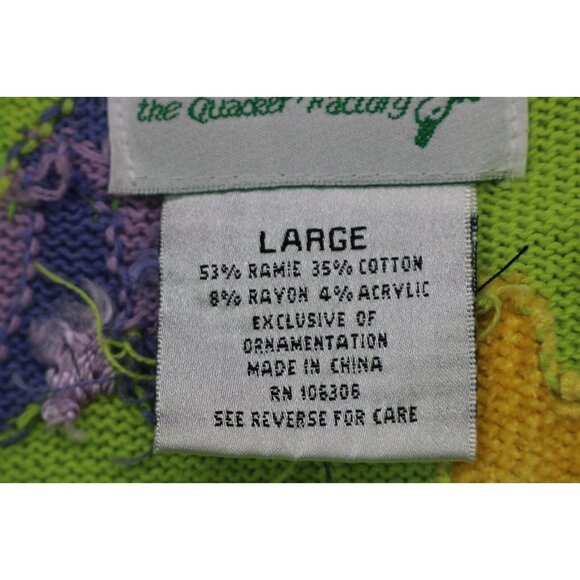 the Quacker Factory
LARGE
53% RAMIE 35% COTTON
8% RAYON 4% ACRYLIC
EXCLUSIVE OF
ORNAMENTATION
MADE IN CHINA
RN 106306
SEE REVERSE FOR CARE